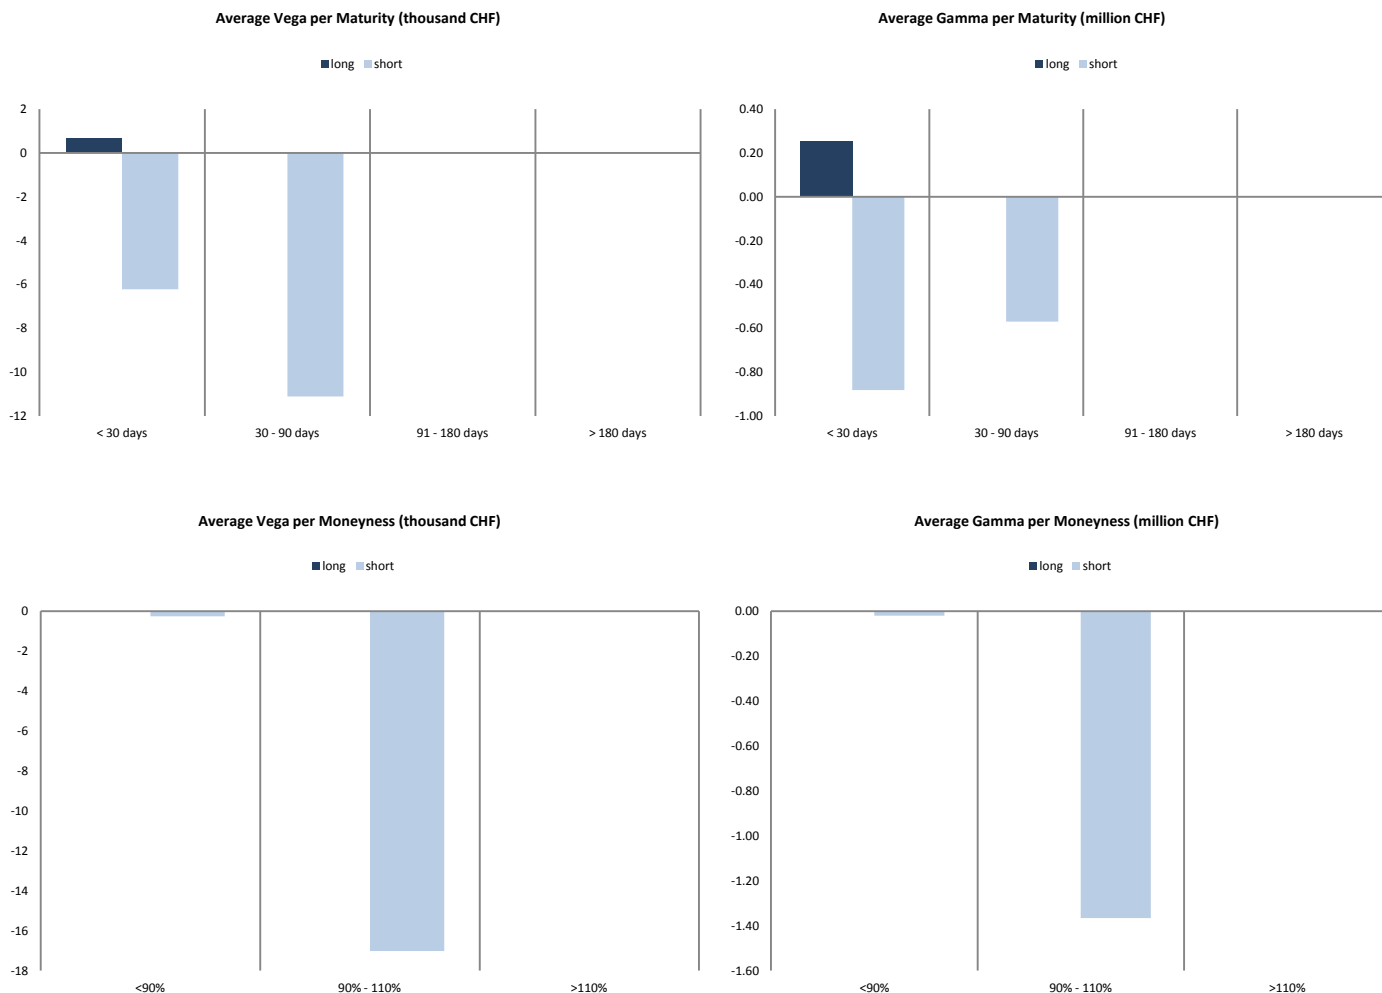 Average Vega per Maturity (thousand CHF)
long short
2
0
-2
-4
-6
-8
-10
-12
< 30 days 30 - 90 days 91 - 180 days > 180 days
Average Gamma per Maturity (million CHF)
long short
0.40
0.20
0.00
-0.20
-0.40
-0.60
-0.80
-1.00
< 30 days 30 - 90 days 91 - 180 days > 180 days
Average Vega per Moneyness (thousand CHF)
long short
0
-2
-4
-6
-8
-10
-12
-14
-16
-18
<90% 90% - 110% >110%
Average Gamma per Moneyness (million CHF)
long short
0.00
-0.20
-0.40
-0.60
-0.80
-1.00
-1.20
-1.40
-1.60
<90% 90% - 110% >110%